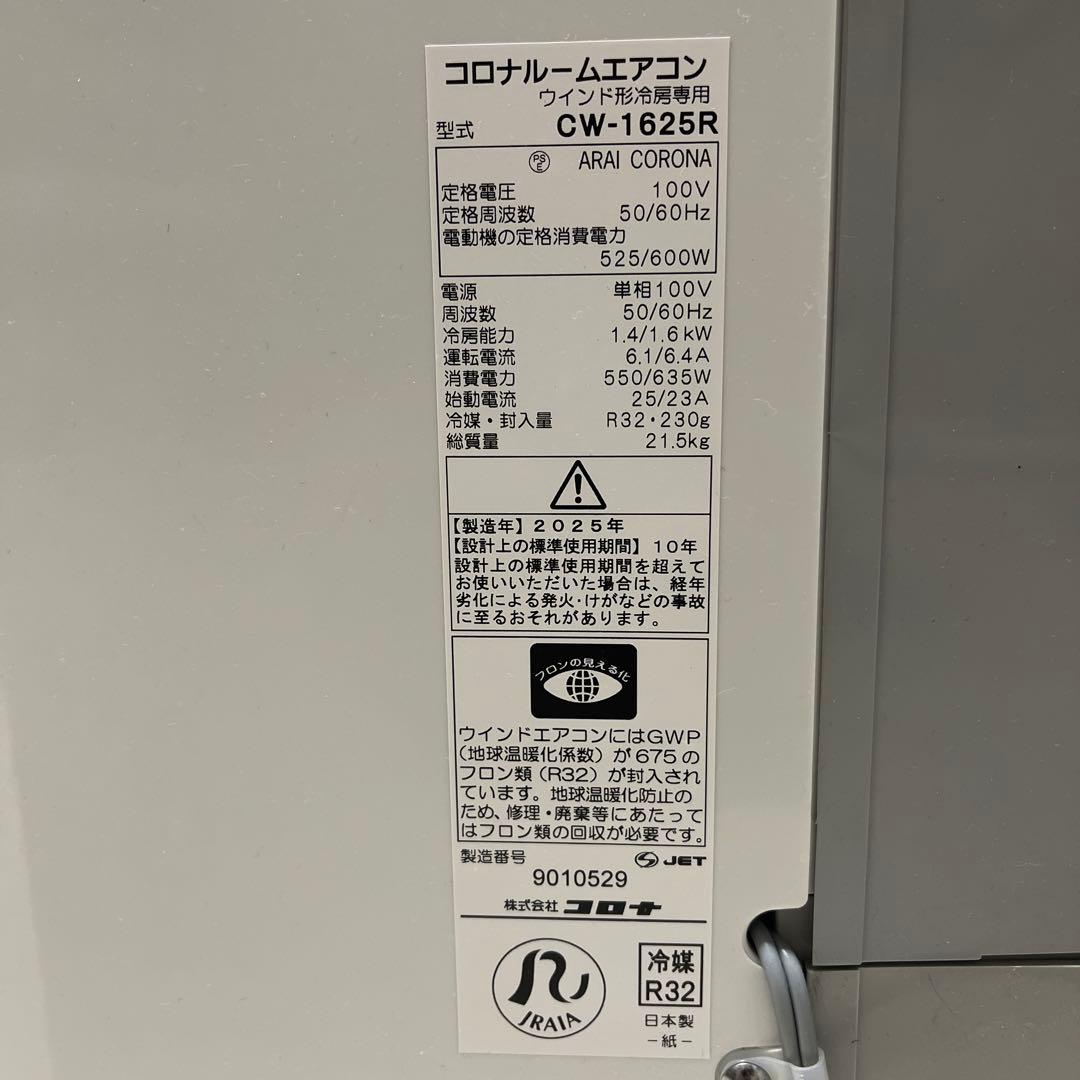 コロナルームエアコン
ウインド形冷房専用
型式 CW-1625R
PS E ARAI CORONA
定格電圧 100V
定格周波数 50/60Hz
電動機の定格消費電力
525/600W
電源 単相100V
周波数 50/60Hz
冷房能力 1.4/1.6kW
運転電流 6.1/6.4A
消費電力 550/635W
始動電流 25/23A
冷媒・封入量 R32・230g
総質量 21.5kg
【製造年】2025年
【設計上の標準使用期間】10年
設計上の標準使用期間を超えて
お使いいただいた場合は、経年
劣化による発火・けがなどの事故
に至るおそれがあります。
フロンの見える化
ウインドエアコンにはGWP
(地球温暖化係数)が675の
フロン類(R32)が封入され
ています。地球温暖化防止の
ため、修理・廃棄等にあたって
はフロン類の回収が必要です。
製造番号 JET
9010529
株式会社 コロナ
JRAIA
冷媒
R32
日本製
-紙-